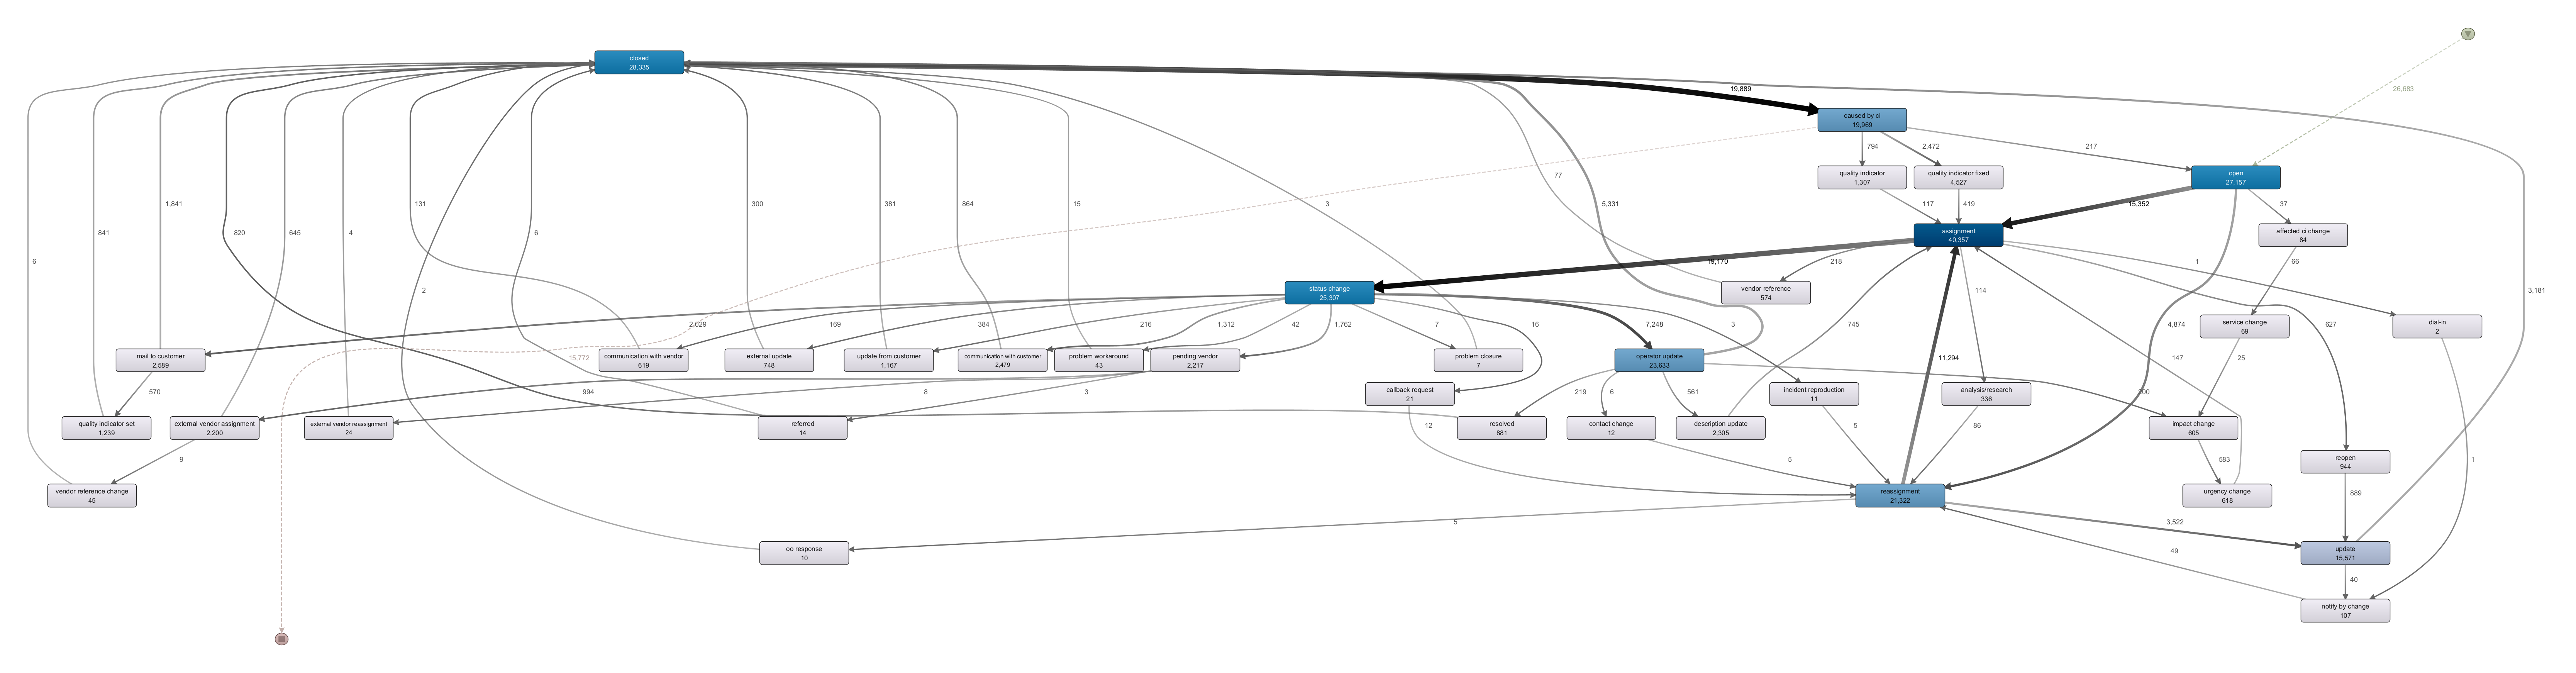 closed
28,335
26,683
19,889
caused by ci
19,969
217
794
2,472
quality indicator
1,307
quality indicator fixed
4,527
open
27,157
77
131
1,841
300
381
864
15
3
5,331
117
419
15,352
37
841
820
645
4
6
assignment
40,357
affected ci change
84
6
19,170
218
1
66
2
status change
25,307
vendor reference
574
114
3,181
2,029
169
384
216
1,312
42
1,762
7
16
7,248
3
745
4,874
service change
69
627
dial-in
2
mail to customer
2,589
15,772
communication with vendor
619
external update
748
update from customer
1,167
communication with customer
2,479
problem workaround
43
pending vendor
2,217
problem closure
7
operator update
23,633
11,294
147
25
570
994
8
3
callback request
21
219
6
561
incident reproduction
11
analysis/research
336
200
quality indicator set
1,239
external vendor assignment
2,200
external vendor reassignment
24
referred
14
12
resolved
881
contact change
12
description update
2,305
5
86
impact change
605
9
5
583
reopen
944
1
vendor reference change
45
reassignment
21,322
urgency change
618
889
5
3,522
oo response
10
49
update
15,571
40
notify by change
107